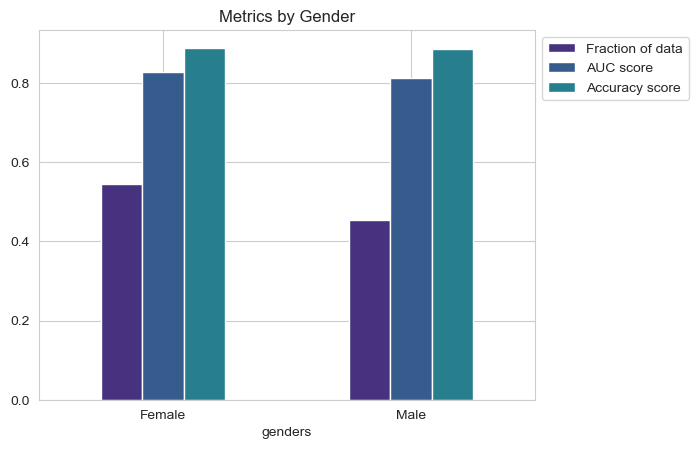 Metrics by Gender
Fraction of data
AUC score
Accuracy score
0.8
0.6
0.4
0.2
0.0
Female
Male
genders